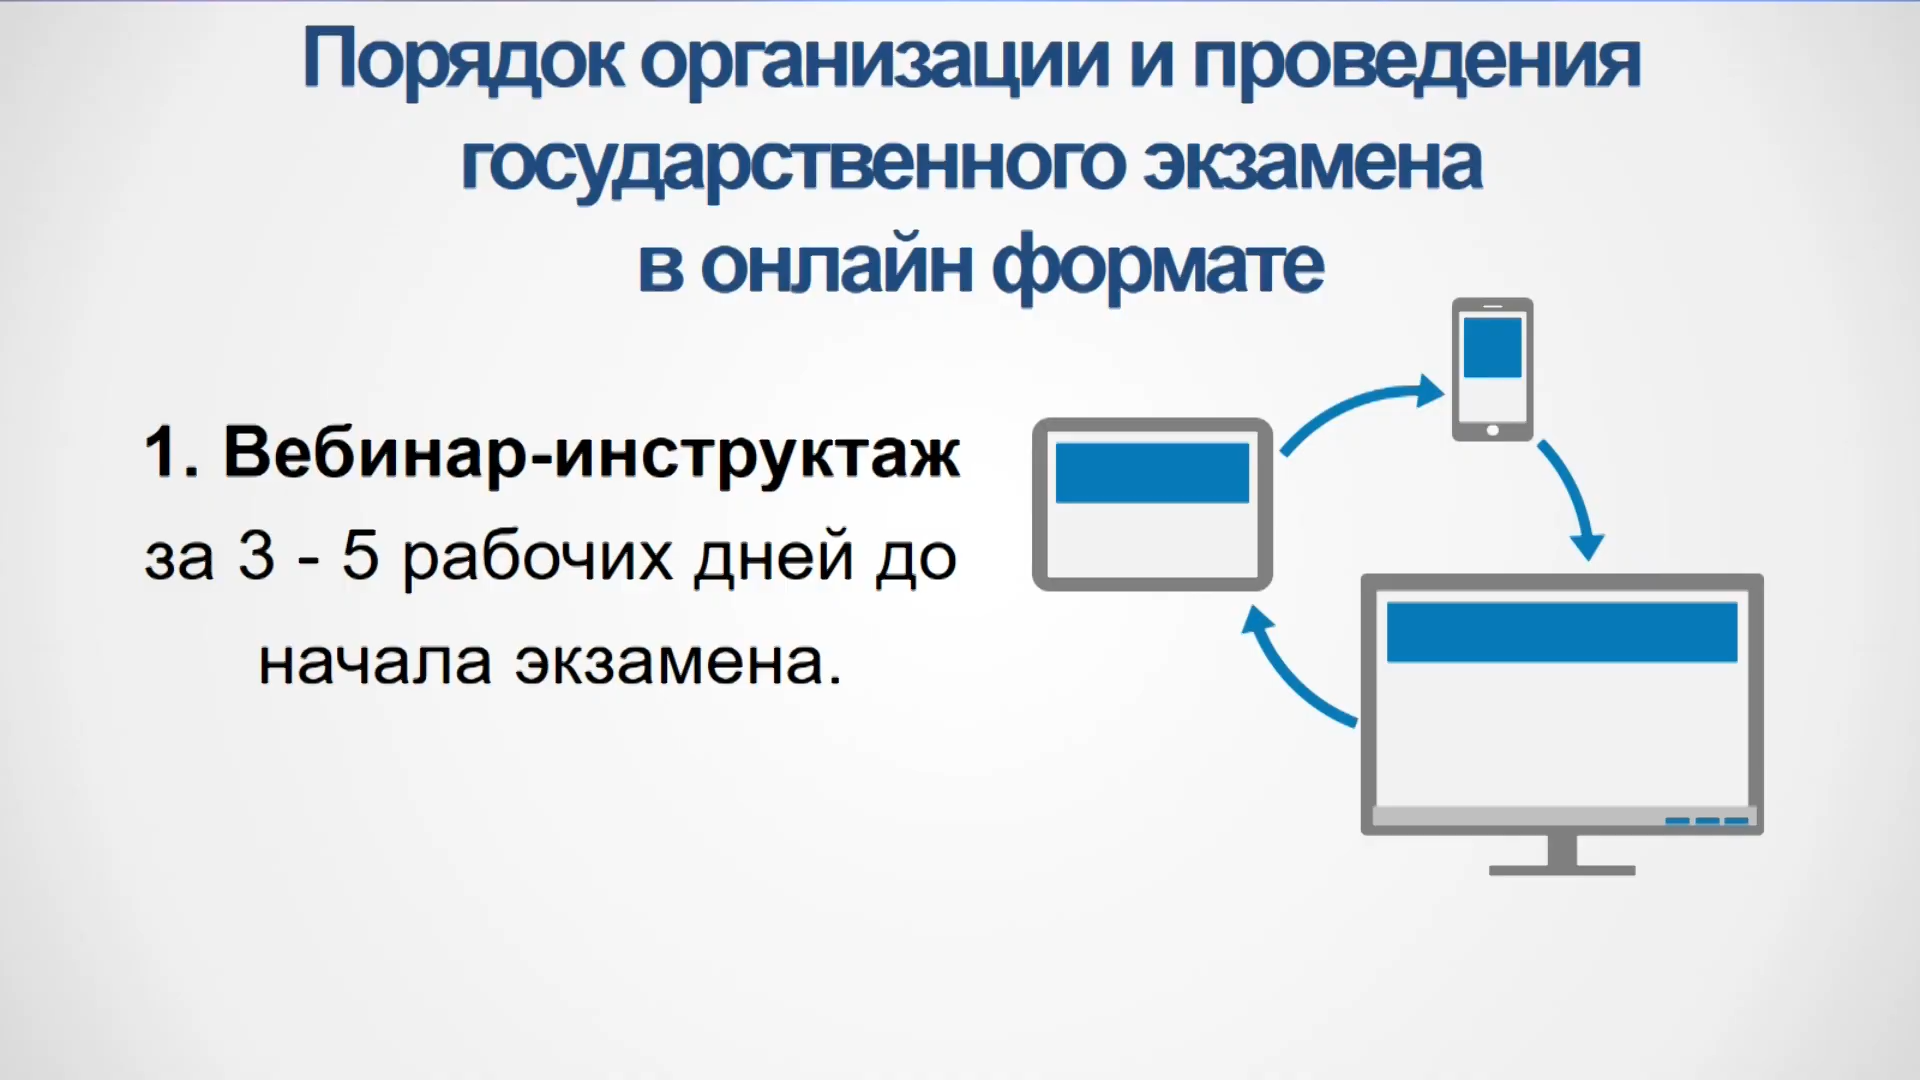 Порядок организации и проведения
государственного экзамена
в онлайн формате
1. Вебинар-инструктаж
за 3 - 5 рабочих дней до
начала экзамена.